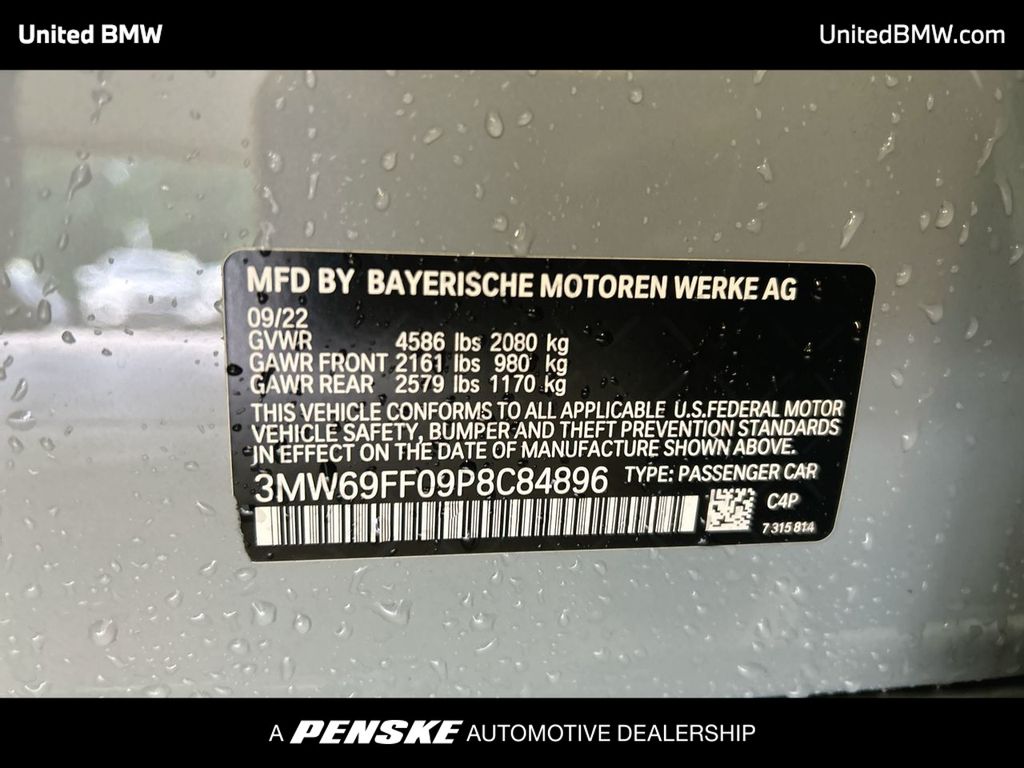 United BMW
UnitedBMW.com
MFD BY BAYERISCHE MOTOREN WERKE AG
09/22
GVWR 4586 lbs 2080 kg
GAWR FRONT 2161 lbs 980 kg
GAWR REAR 2579 lbs 1170 kg
THIS VEHICLE CONFORMS TO ALL APPLICABLE U.S.FEDERAL MOTOR
VEHICLE SAFETY, BUMPER AND THEFT PREVENTION STANDARDS
IN EFFECT ON THE DATE OF MANUFACTURE SHOWN ABOVE.
3MW69FF09P8C84896 TYPE: PASSENGER CAR
C4P
7 315 814
A PENSKE AUTOMOTIVE DEALERSHIP